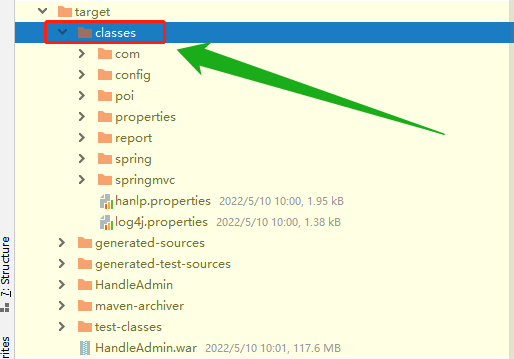 target
classes
com
config
poi
properties
report
spring
springmvc
hanlp.properties 2022/5/10 10:00, 1.95 kB
log4j.properties 2022/5/10 10:00, 1.38 kB
generated-sources
generated-test-sources
HandleAdmin
maven-archiver
test-classes
HandleAdmin.war 2022/5/10 10:01, 117.6 MB
7: Structure
rites